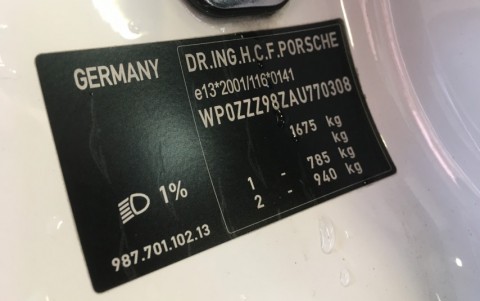 GERMANY
DR.ING.H.C.F.PORSCHE
e13*2001/116*0141
WP0ZZZ98ZAU770308
1675 kg
kg
1 - 785 kg
2 - 940 kg
1%
987.701.102.13